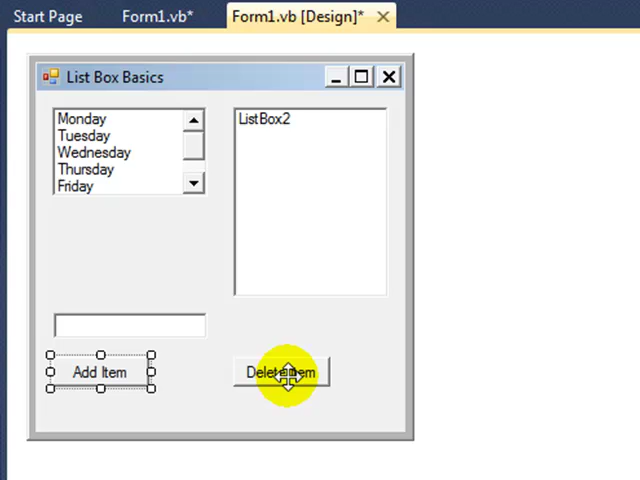 Start Page Form1.vb* Form1.vb [Design]*
List Box Basics
Monday
Tuesday
Wednesday
Thursday
Friday
ListBox2
Add Item Delete Item